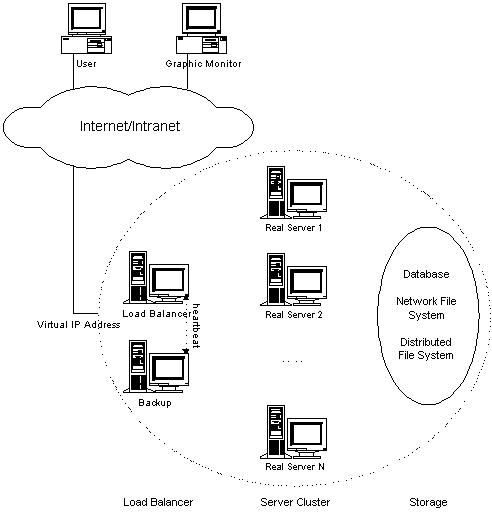 User
Graphic Monitor
Internet/Intranet
Real Server 1
Load Balancer
heartbeat
Virtual IP Address
Real Server 2
Database
Network File
System
Distributed
File System
....
Backup
Real Server N
Load Balancer
Server Cluster
Storage